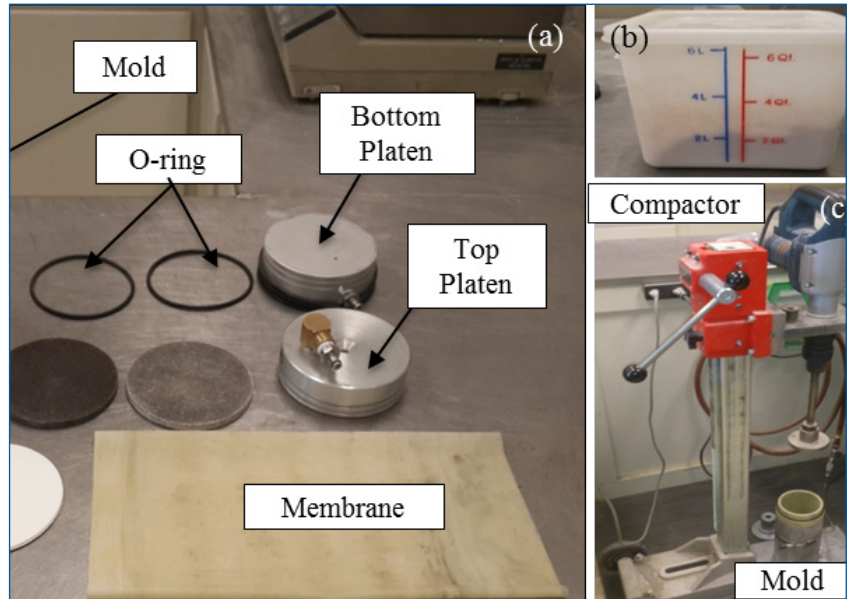 (a)
Mold
Bottom
Platen
O-ring
Top
Platen
Membrane
(b)
6L
6 Qt.
4L
4 Qt.
2L
2 Qt.
Compactor
(c
Mold